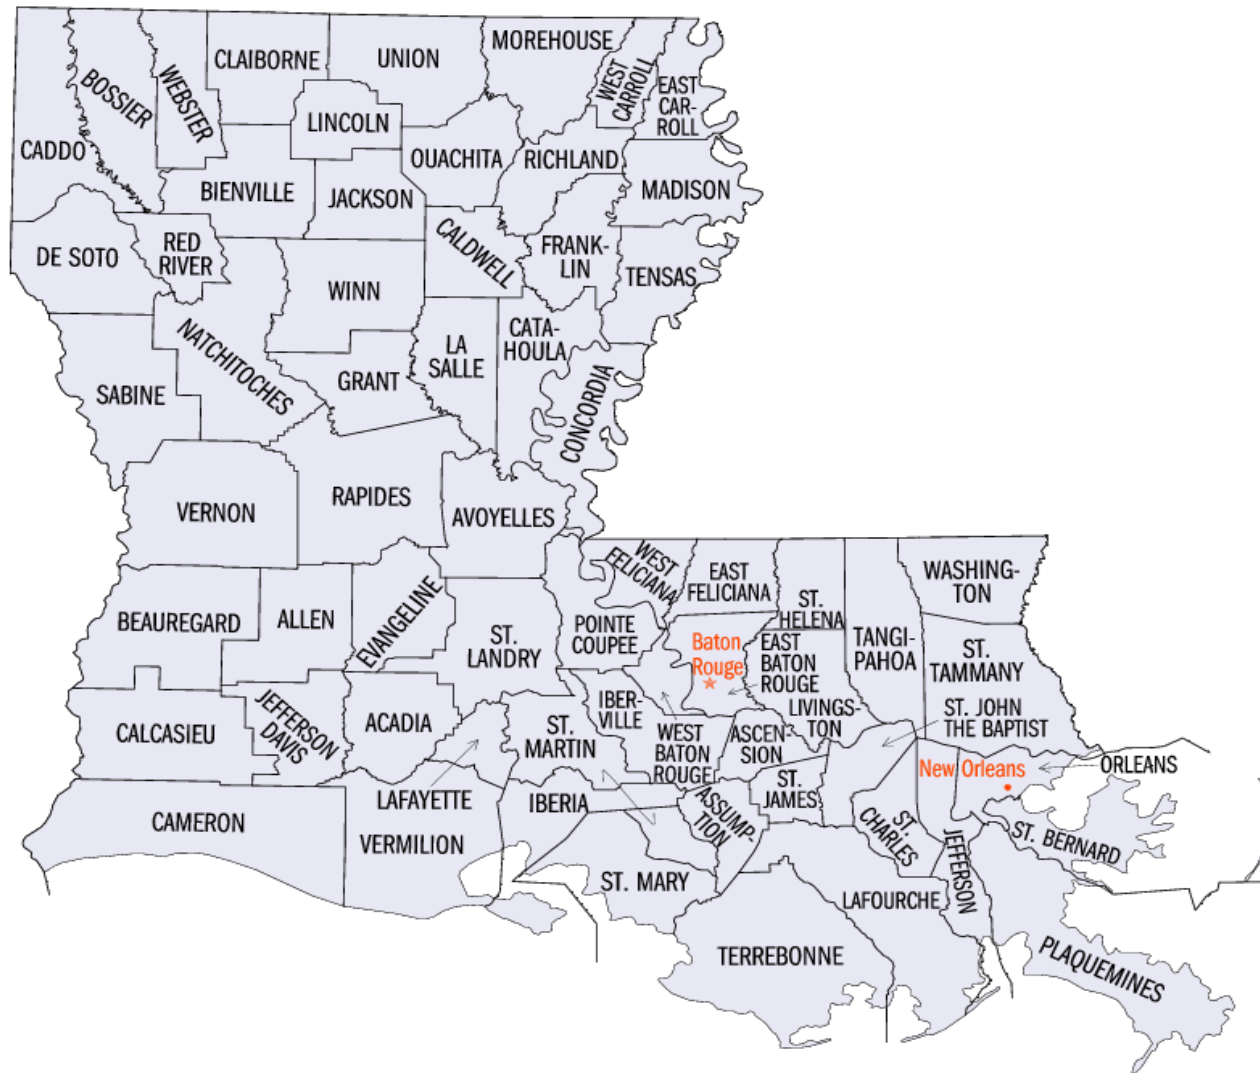 MOREHOUSE
CLAIBORNE
UNION
WEST
CARROLL
EAST
CAR-
ROLL
BOSSIER
WEBSTER
LINCOLN
CADDO
OUACHITA
RICHLAND
MADISON
BIENVILLE
JACKSON
DE SOTO
RED
RIVER
CALDWELL
FRANK-
LIN
TENSAS
WINN
NATCHITOCHES
LA
SALLE
CATA-
HOULA
SABINE
GRANT
CONCORDIA
VERNON
RAPIDES
AVOYELLES
WEST
FELICIANA
EAST
FELICIANA
ST.
HELENA
WASHING-
TON
BEAUREGARD
ALLEN
EVANGELINE
ST.
LANDRY
POINTE
COUPEE
Baton
Rouge
EAST
BATON
ROUGE
TANGI-
PAHOA
ST.
TAMMANY
CALCASIEU
JEFFERSON
DAVIS
ACADIA
ST.
MARTIN
IBER-
VILLE
WEST
BATON
ROUGE
ASCEN-
SION
LIVINGS-
TON
ST. JOHN
THE BAPTIST
New Orleans
ORLEANS
CAMERON
LAFAYETTE
VERMILION
IBERIA
ASSUMP-
TION
ST.
JAMES
ST.
CHARLES
JEFFERSON
ST. BERNARD
ST. MARY
LAFOURCHE
TERREBONNE
PLAQUEMINES